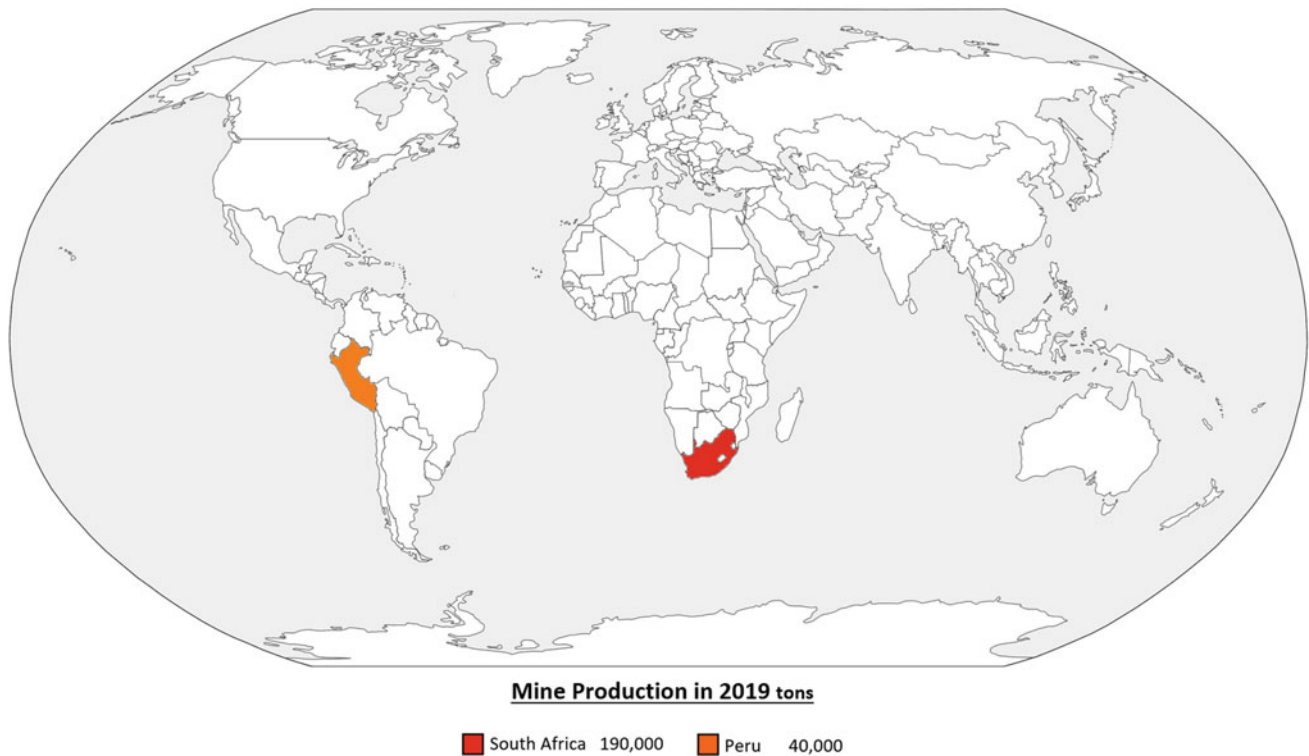 Mine Production in 2019 tons
South Africa 190,000 Peru 40,000